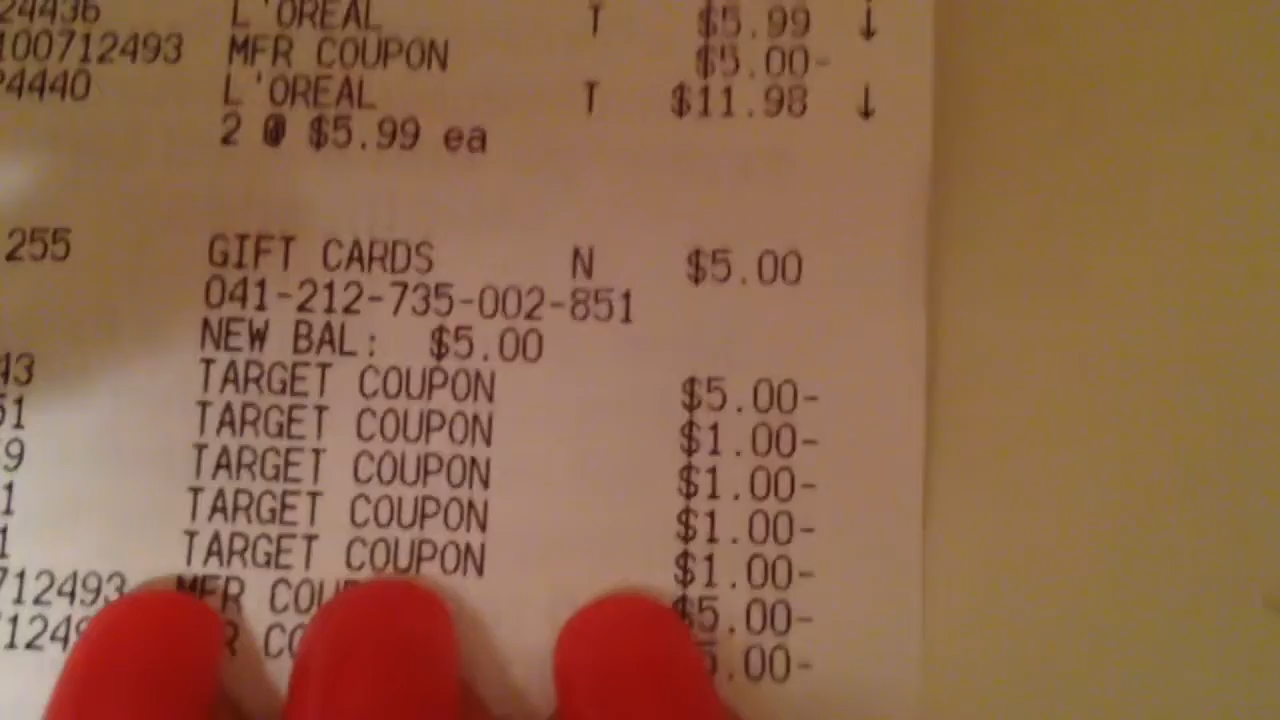 24436 L'OREAL T $5.99 ↓
100712493 MFR COUPON $5.00-
4440 L'OREAL T $11.98 ↓
2 @ $5.99 ea
255 GIFT CARDS N $5.00
041-212-735-002-851
NEW BAL: $5.00
43 TARGET COUPON $5.00-
51 TARGET COUPON $1.00-
9 TARGET COUPON $1.00-
1 TARGET COUPON $1.00-
1 TARGET COUPON $1.00-
712493 MFR $5.00-